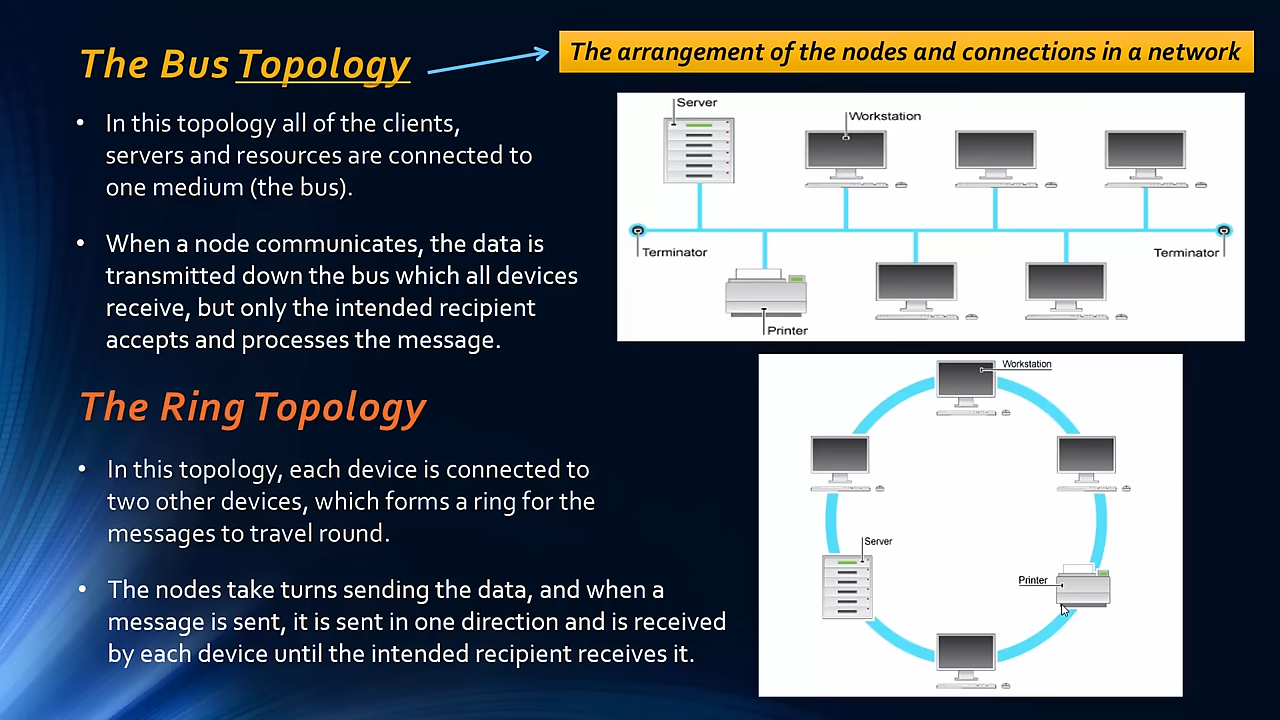 The Bus Topology
The arrangement of the nodes and connections in a network
• In this topology all of the clients,
servers and resources are connected to
one medium (the bus).
• When a node communicates, the data is
transmitted down the bus which all devices
receive, but only the intended recipient
accepts and processes the message.
Server
Workstation
Terminator
Terminator
Printer
The Ring Topology
• In this topology, each device is connected to
two other devices, which forms a ring for the
messages to travel round.
• The nodes take turns sending the data, and when a
message is sent, it is sent in one direction and is received
by each device until the intended recipient receives it.
Workstation
Server
Printer